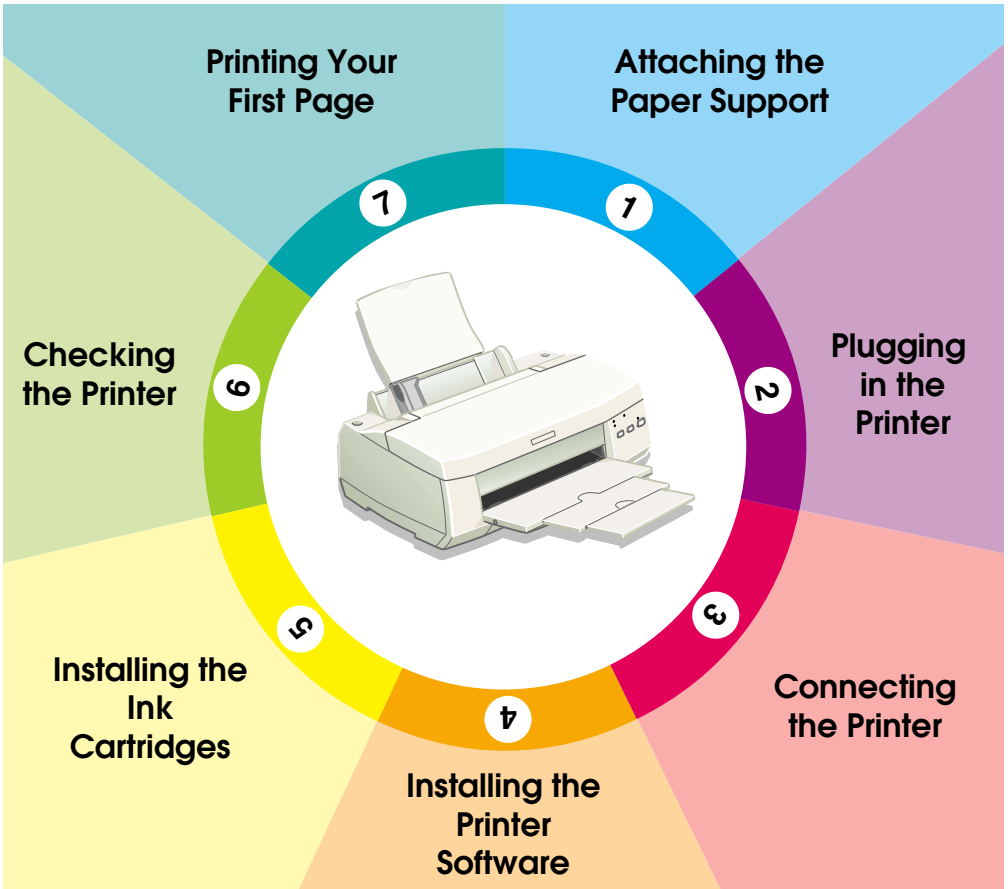 1
Attaching the
Paper Support
2
Plugging
in the
Printer
3
Connecting
the Printer
4
Installing the
Printer
Software
5
Installing the
Ink
Cartridges
6
Checking
the Printer
7
Printing Your
First Page